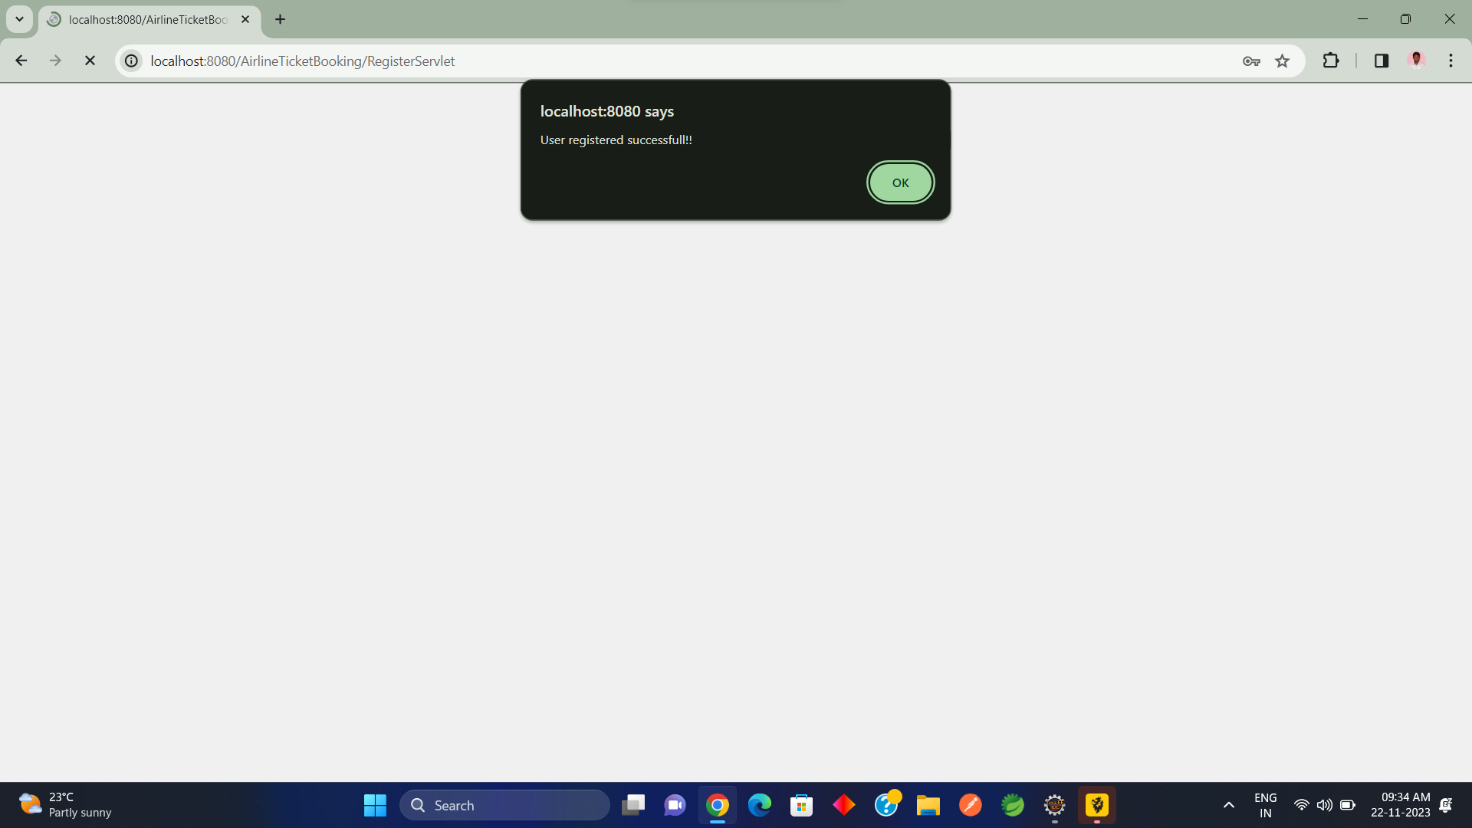 localhost:8080/AirlineTicketBoo
localhost:8080/AirlineTicketBooking/RegisterServlet
localhost:8080 says
User registered successfull!!
OK
23°C
Partly sunny
Search
ENG
IN
09:34 AM
22-11-2023